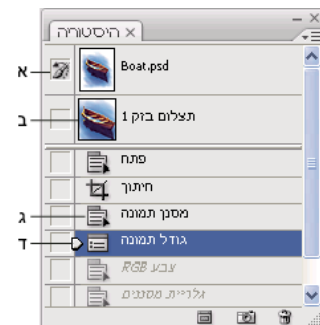 היסטוריה ×
א
Boat.psd
ב
תצלום בזק 1
פתח
חיתוך
ג
מסנן תמונה
ד
גודל תמונה
צבע RGB
גלריית מסננים